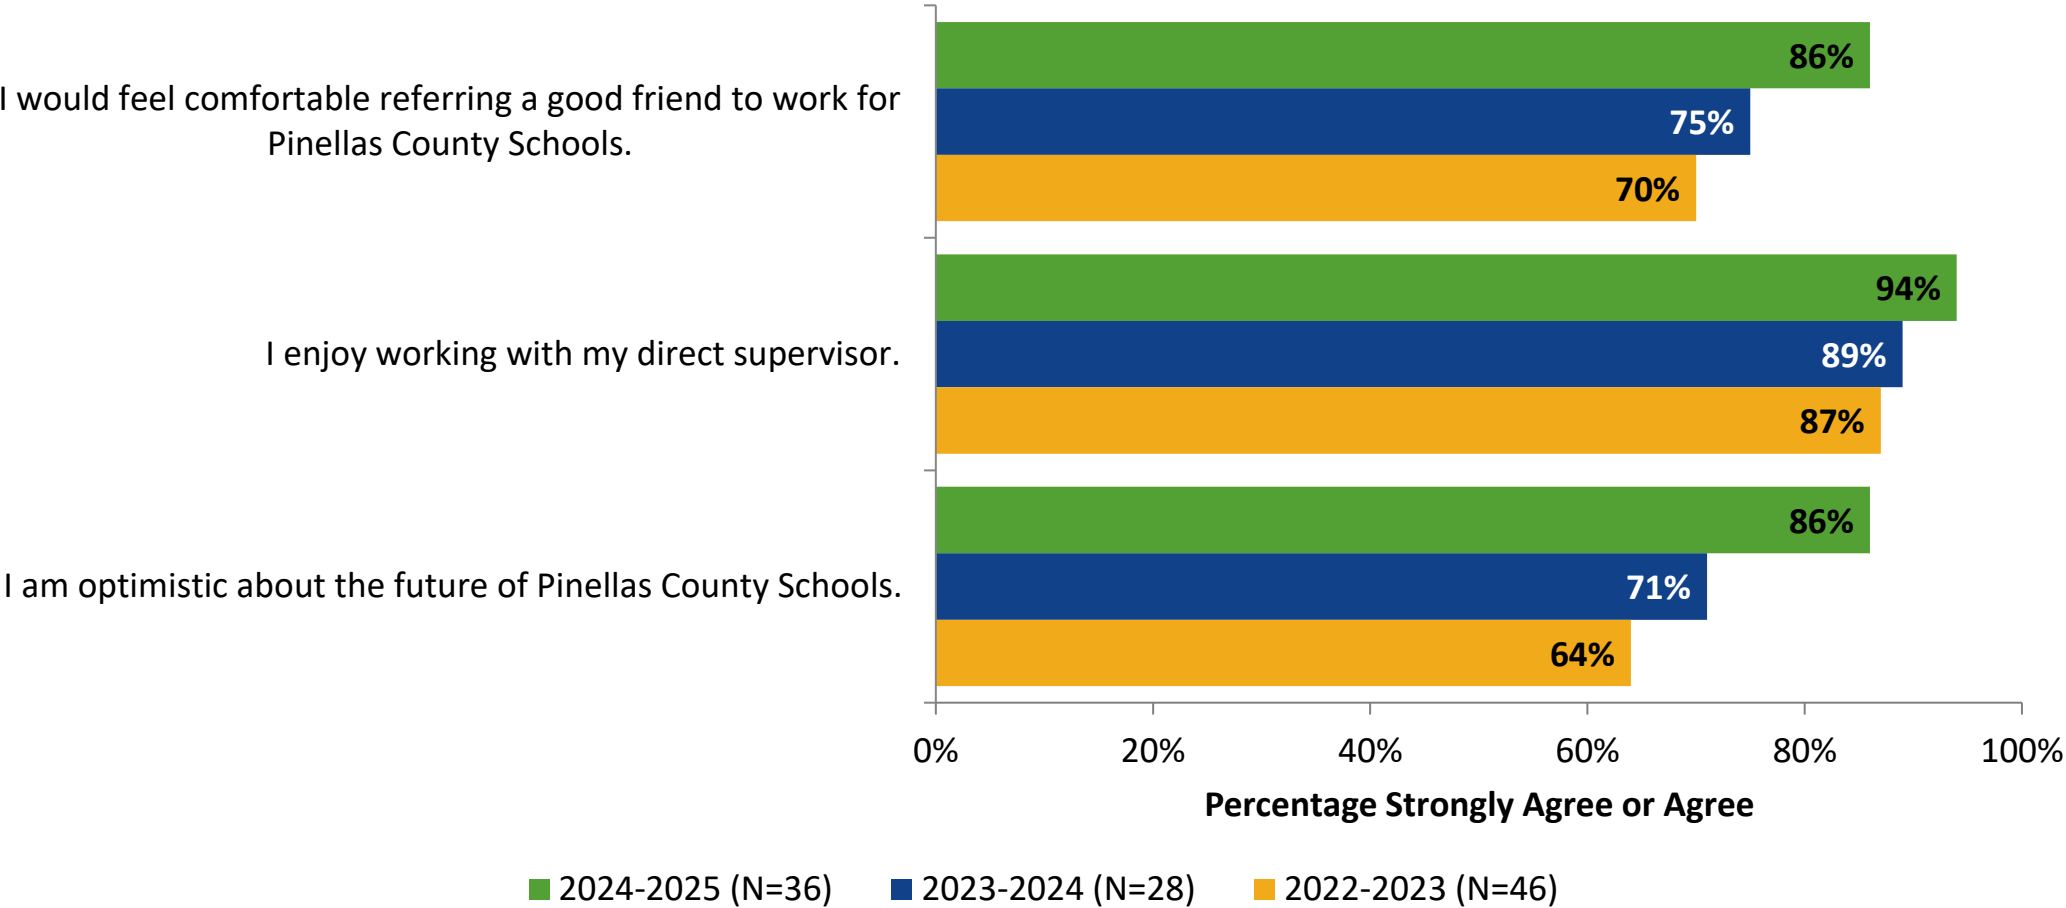 I would feel comfortable referring a good friend to work for
Pinellas County Schools.
86%
75%
70%
I enjoy working with my direct supervisor.
94%
89%
87%
I am optimistic about the future of Pinellas County Schools.
86%
71%
64%
0% 20% 40% 60% 80% 100%
Percentage Strongly Agree or Agree
2024-2025 (N=36) 2023-2024 (N=28) 2022-2023 (N=46)